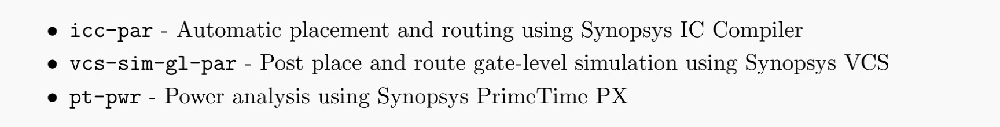 • icc-par - Automatic placement and routing using Synopsys IC Compiler
• vcs-sim-gl-par - Post place and route gate-level simulation using Synopsys VCS
• pt-pwr - Power analysis using Synopsys PrimeTime PX